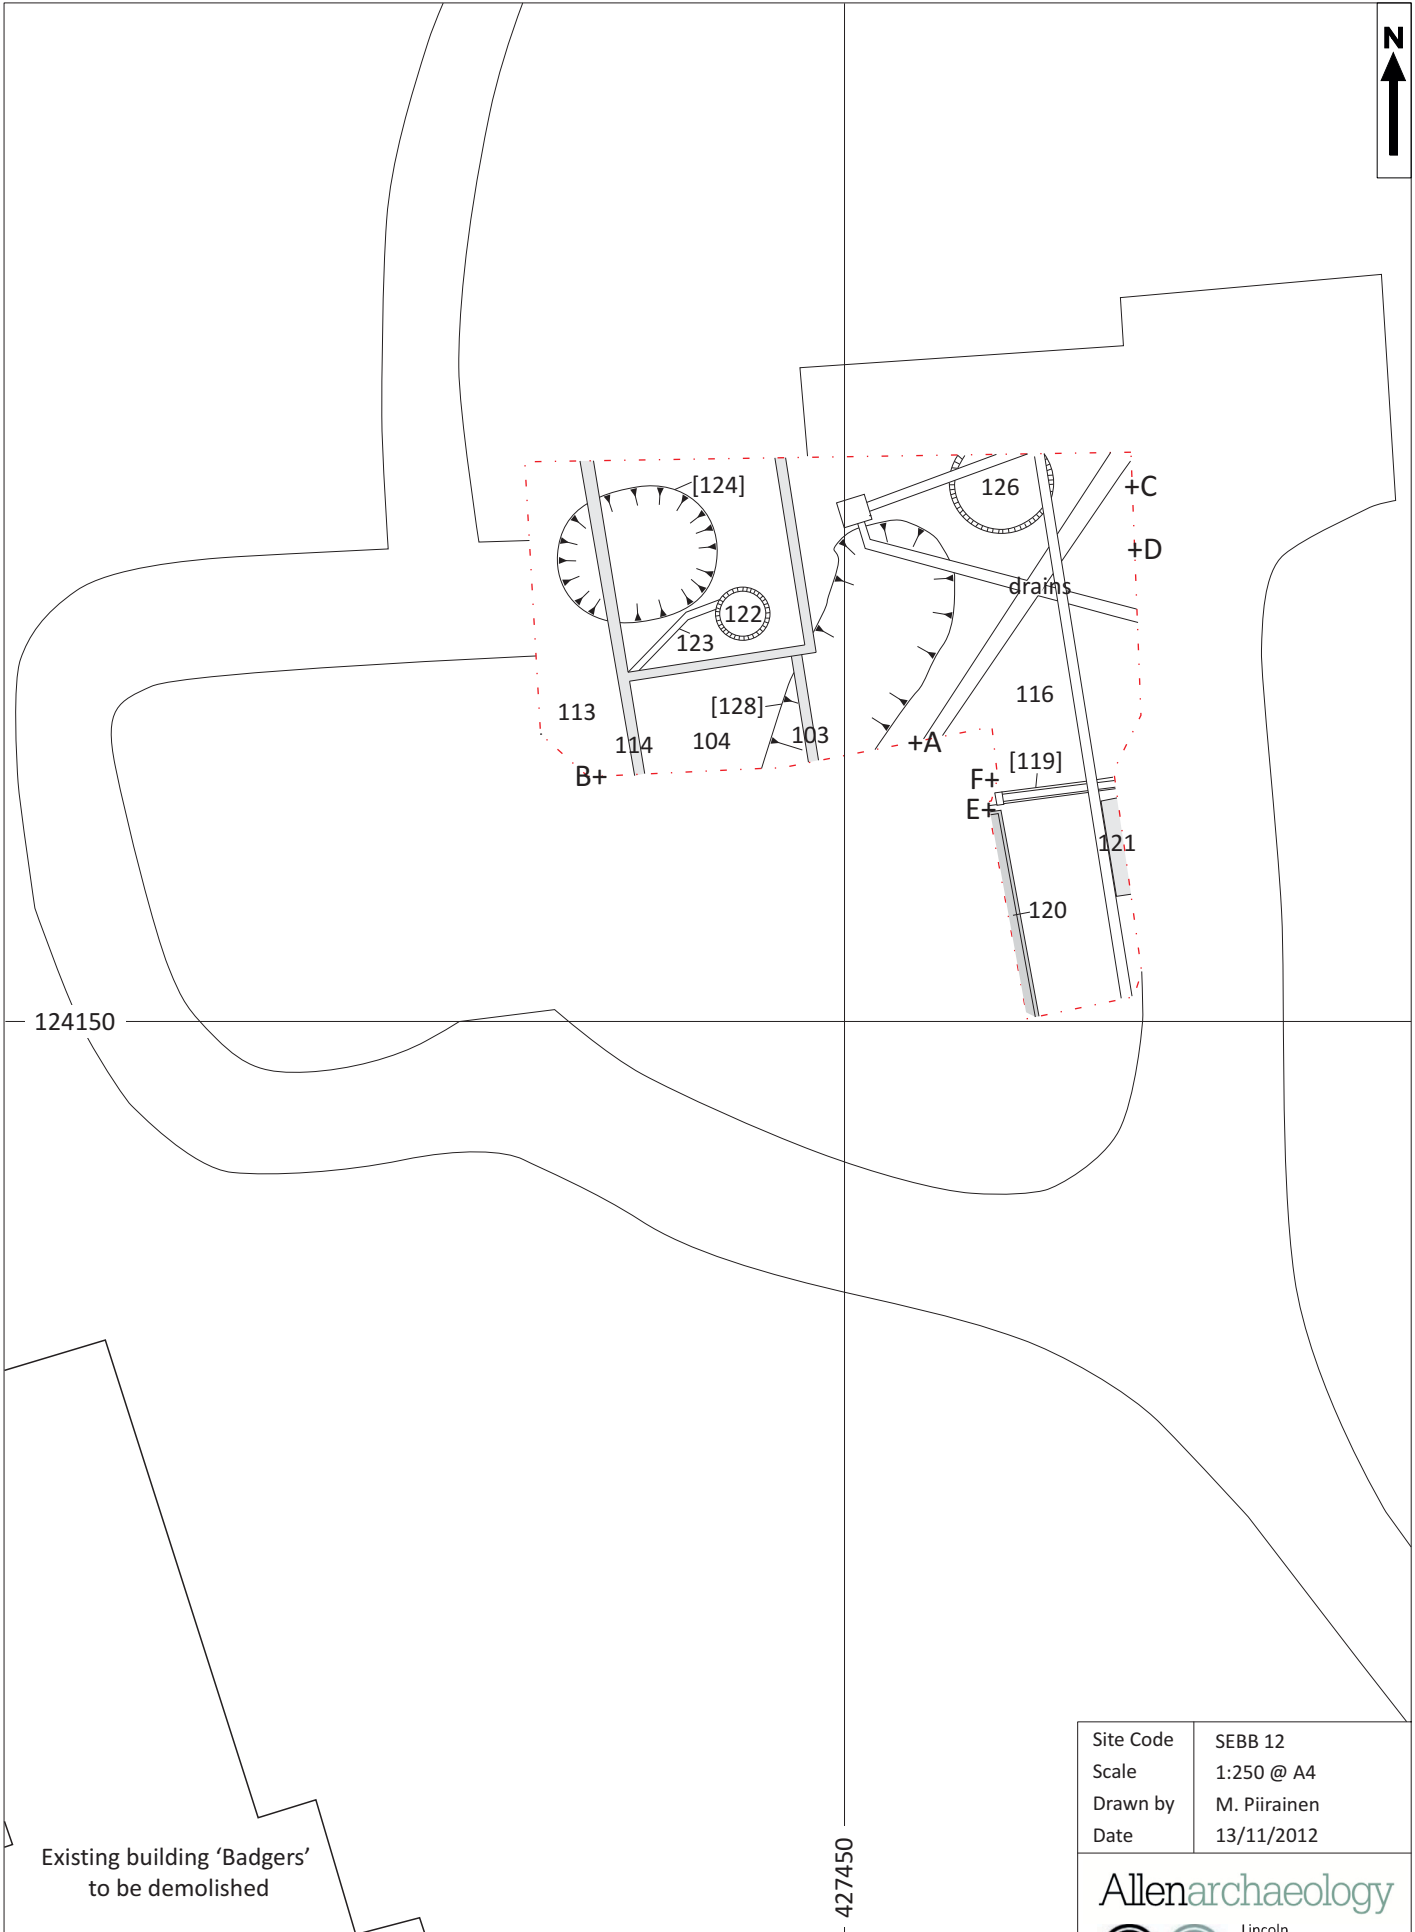 N
[124]
126
+C
+D
drains
122
123
116
[128]
113
114
104
103
+A
B+
[119]
F+
E+
121
120
124150
427450
Existing building ‘Badgers’
to be demolished
Site Code SEBB 12
Scale 1:250 @ A4
Drawn by M. Piirainen
Date 13/11/2012
Allenarchaeology
Lincoln